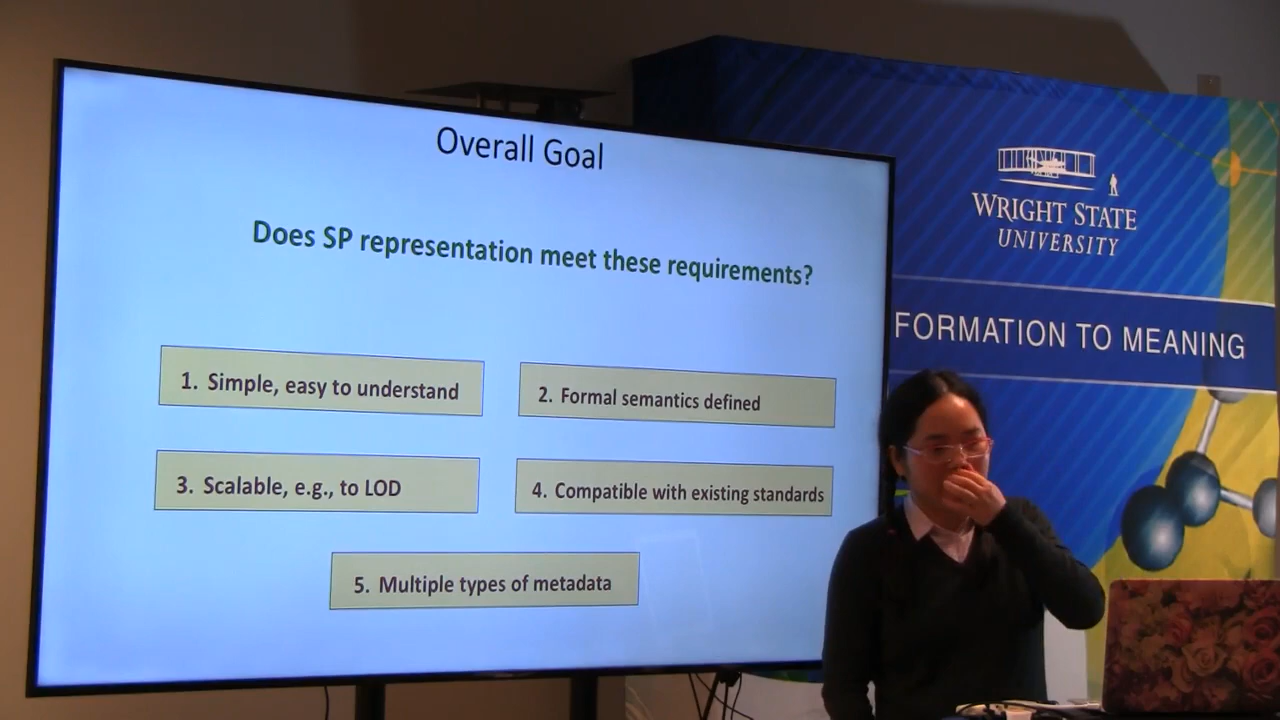 Overall Goal
Does SP representation meet these requirements?
1. Simple, easy to understand
2. Formal semantics defined
3. Scalable, e.g., to LOD
4. Compatible with existing standards
5. Multiple types of metadata
WRIGHT STATE
UNIVERSITY
FORMATION TO MEANING